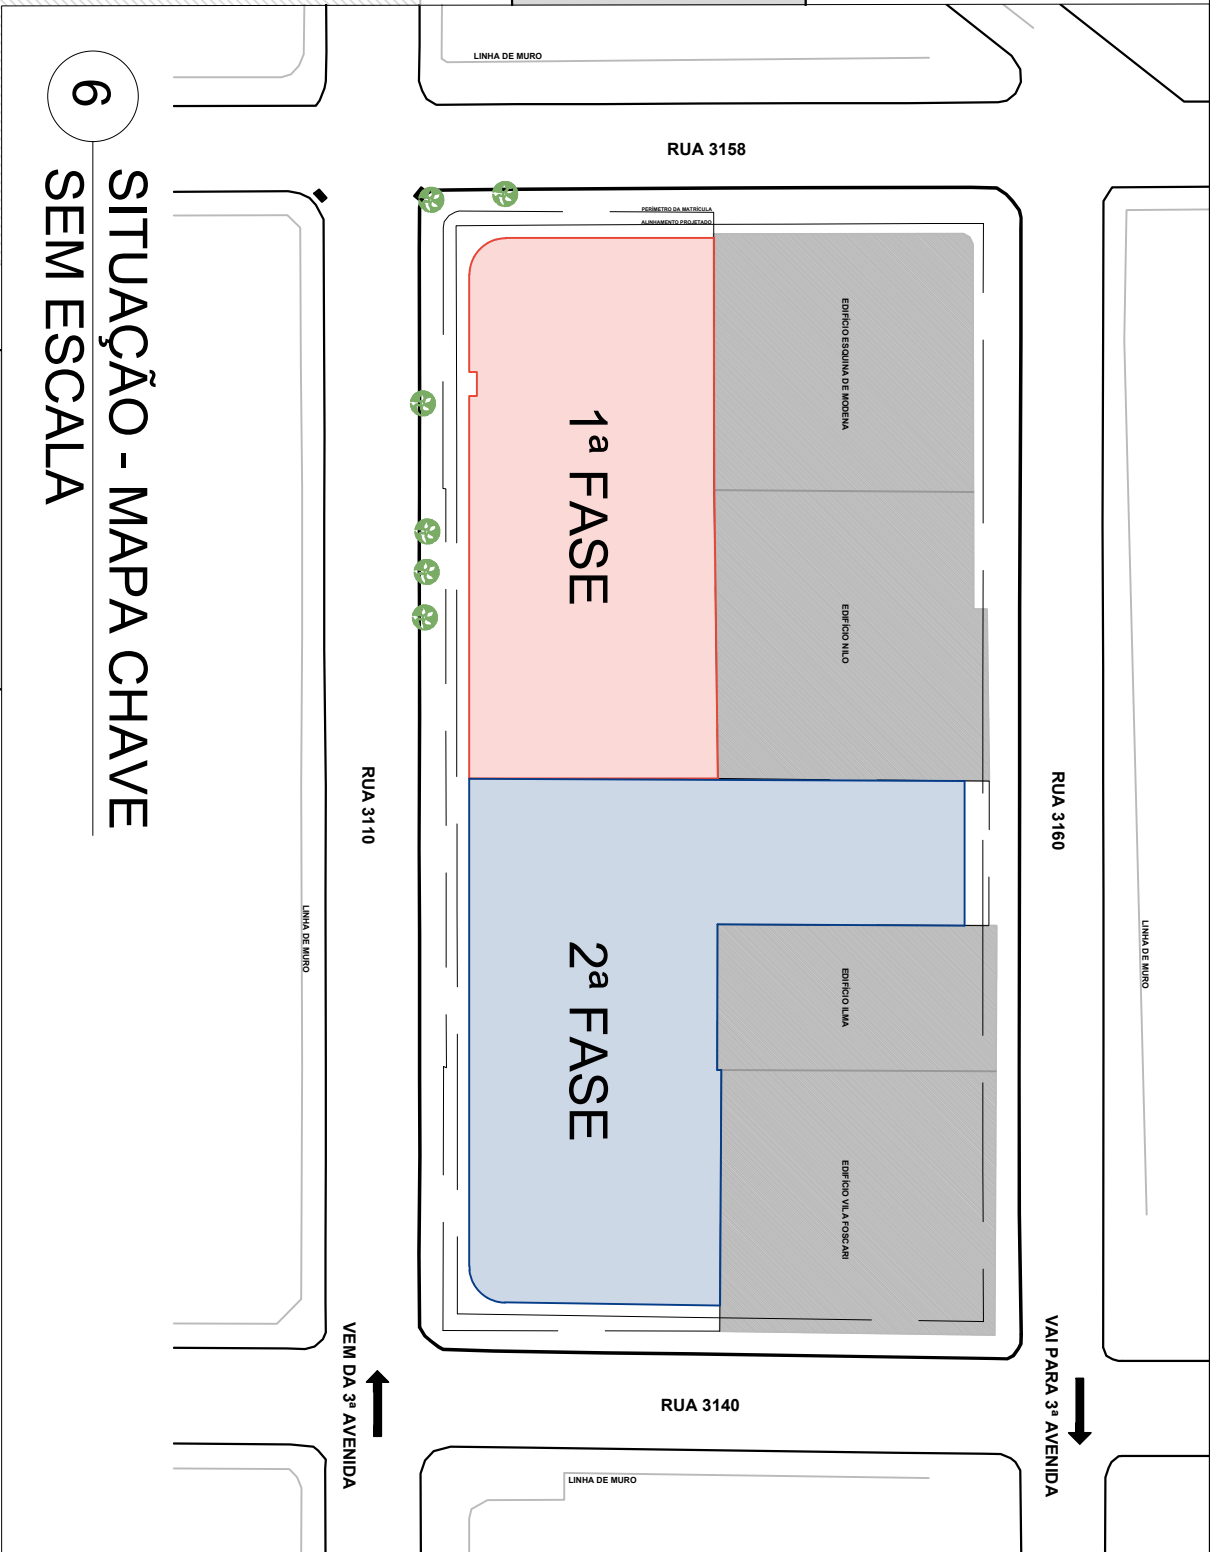 LINHA DE MURO
RUA 3158
PERÍMETRO DA MATRÍCULA
ALINHAMENTO PROJETADO
EDIFÍCIO ESQUINA DE MODENA
EDIFÍCIO NILO
1ª FASE
RUA 3110
RUA 3160
LINHA DE MURO
LINHA DE MURO
2ª FASE
EDIFÍCIO ILMA
EDIFÍCIO VILA FOSCARI
VEM DA 3ª AVENIDA
VAI PARA 3ª AVENIDA
RUA 3140
LINHA DE MURO
6
SITUAÇÃO - MAPA CHAVE
SEM ESCALA